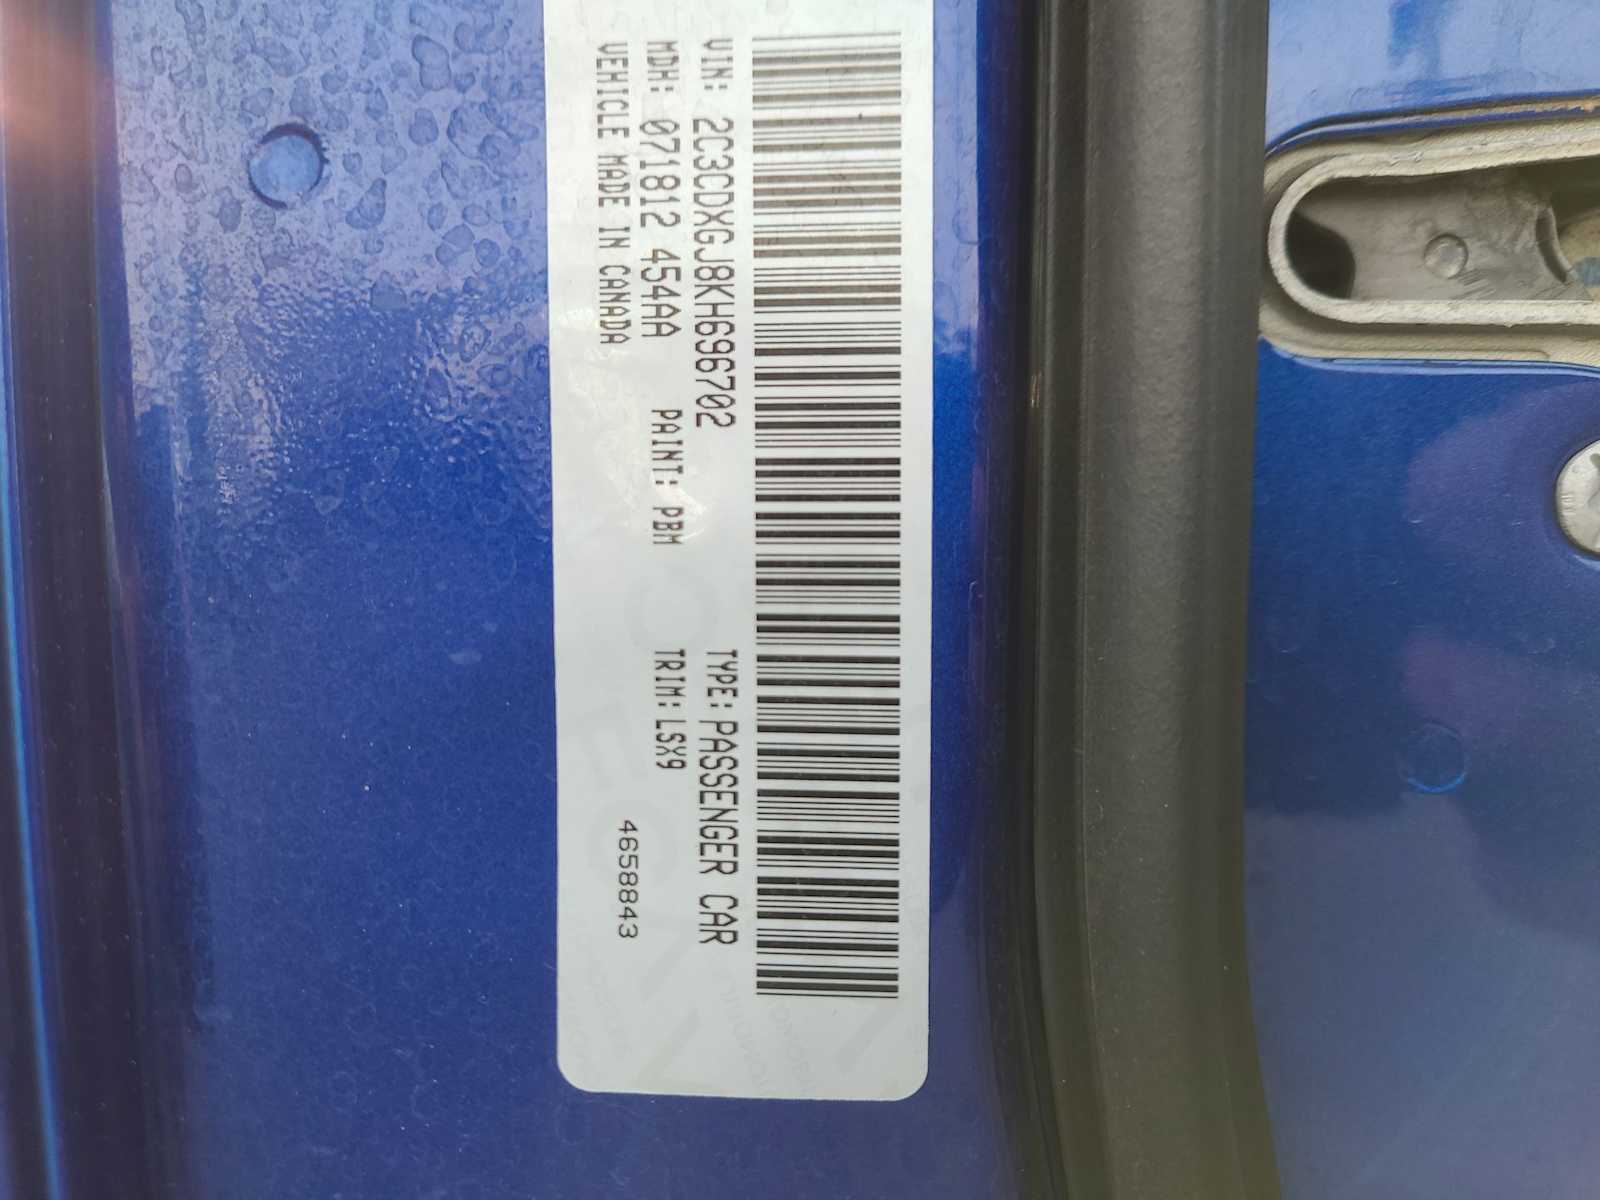 VIN: 2C3CDXGJ8KH696702 TYPE: PASSENGER CAR
MDH: 071812 454AA PAINT: PBM TRIM: LSX9
VEHICLE MADE IN CANADA 4658843